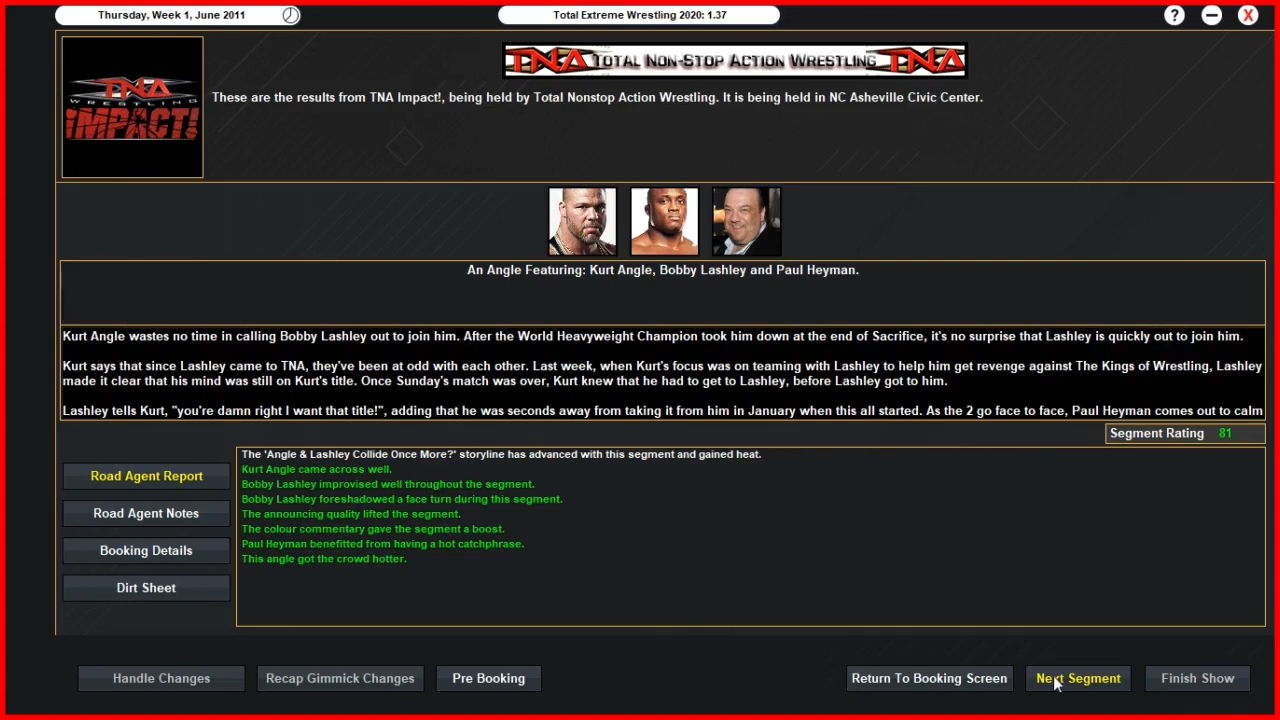 Thursday, Week 1, June 2011
Total Extreme Wrestling 2020: 1.37
?
X
TNA
WRESTLING
iMPACT!
TNA TOTAL NON-STOP ACTION WRESTLING TNA
These are the results from TNA Impact!, being held by Total Nonstop Action Wrestling. It is being held in NC Asheville Civic Center.
An Angle Featuring: Kurt Angle, Bobby Lashley and Paul Heyman.
Kurt Angle wastes no time in calling Bobby Lashley out to join him. After the World Heavyweight Champion took him down at the end of Sacrifice, it's no surprise that Lashley is quickly out to join him.
Kurt says that since Lashley came to TNA, they've been at odd with each other. Last week, when Kurt's focus was on teaming with Lashley to help him get revenge against The Kings of Wrestling, Lashley
made it clear that his mind was still on Kurt's title. Once Sunday's match was over, Kurt knew that he had to get to Lashley, before Lashley got to him.
Lashley tells Kurt, "you're damn right I want that title!", adding that he was seconds away from taking it from him in January when this all started. As the 2 go face to face, Paul Heyman comes out to calm
Segment Rating 81
Road Agent Report
Road Agent Notes
Booking Details
Dirt Sheet
The 'Angle & Lashley Collide Once More?' storyline has advanced with this segment and gained heat.
Kurt Angle came across well.
Bobby Lashley improvised well throughout the segment.
Bobby Lashley foreshadowed a face turn during this segment.
The announcing quality lifted the segment.
The colour commentary gave the segment a boost.
Paul Heyman benefitted from having a hot catchphrase.
This angle got the crowd hotter.
Handle Changes
Recap Gimmick Changes
Pre Booking
Return To Booking Screen
Next Segment
Finish Show